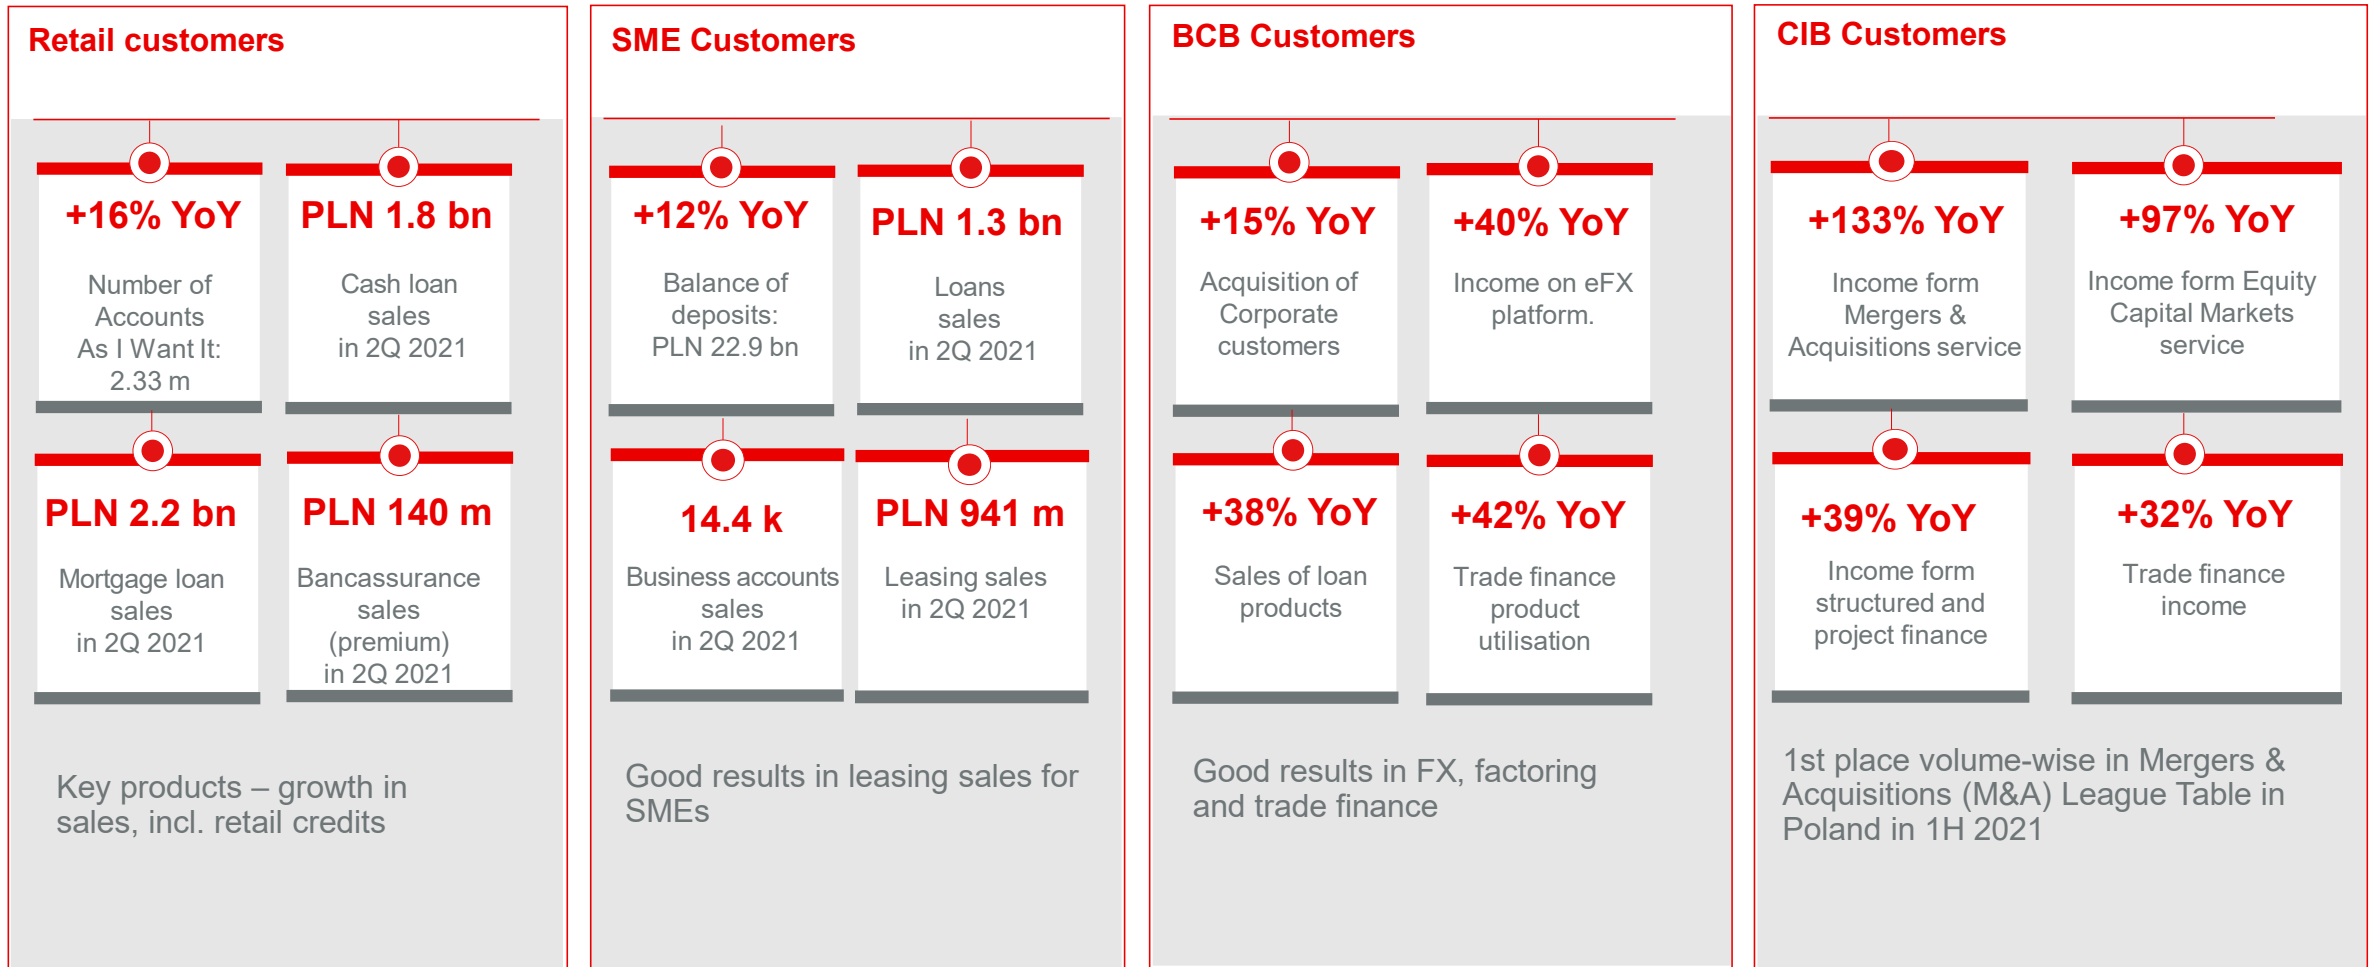 Retail customers
+16% YoY
Number of
Accounts
As I Want It:
2.33 m
PLN 1.8 bn
Cash loan
sales
in 2Q 2021
PLN 2.2 bn
Mortgage loan
sales
in 2Q 2021
PLN 140 m
Bancassurance
sales
(premium)
in 2Q 2021
Key products – growth in
sales, incl. retail credits
SME Customers
+12% YoY
Balance of
deposits:
PLN 22.9 bn
PLN 1.3 bn
Loans
sales
in 2Q 2021
14.4 k
Business accounts
sales
in 2Q 2021
PLN 941 m
Leasing sales
in 2Q 2021
Good results in leasing sales for
SMEs
BCB Customers
+15% YoY
Acquisition of
Corporate
customers
+40% YoY
Income on eFX
platform.
+38% YoY
Sales of loan
products
+42% YoY
Trade finance
product
utilisation
Good results in FX, factoring
and trade finance
CIB Customers
+133% YoY
Income form
Mergers &
Acquisitions service
+97% YoY
Income form Equity
Capital Markets
service
+39% YoY
Income form
structured and
project finance
+32% YoY
Trade finance
income
1st place volume-wise in Mergers &
Acquisitions (M&A) League Table in
Poland in 1H 2021